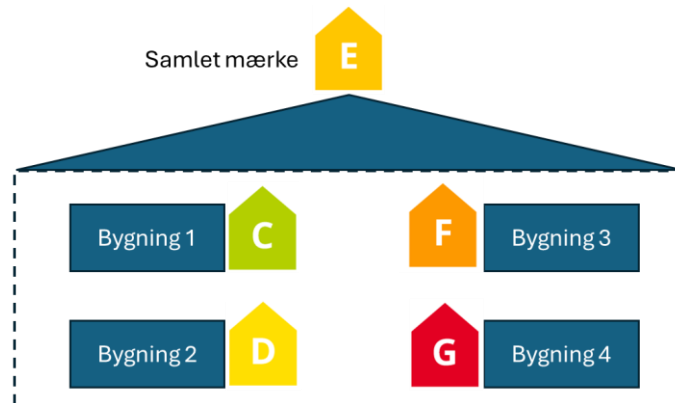 Samlet mærke E
Bygning 1 C
F Bygning 3
Bygning 2 D
G Bygning 4